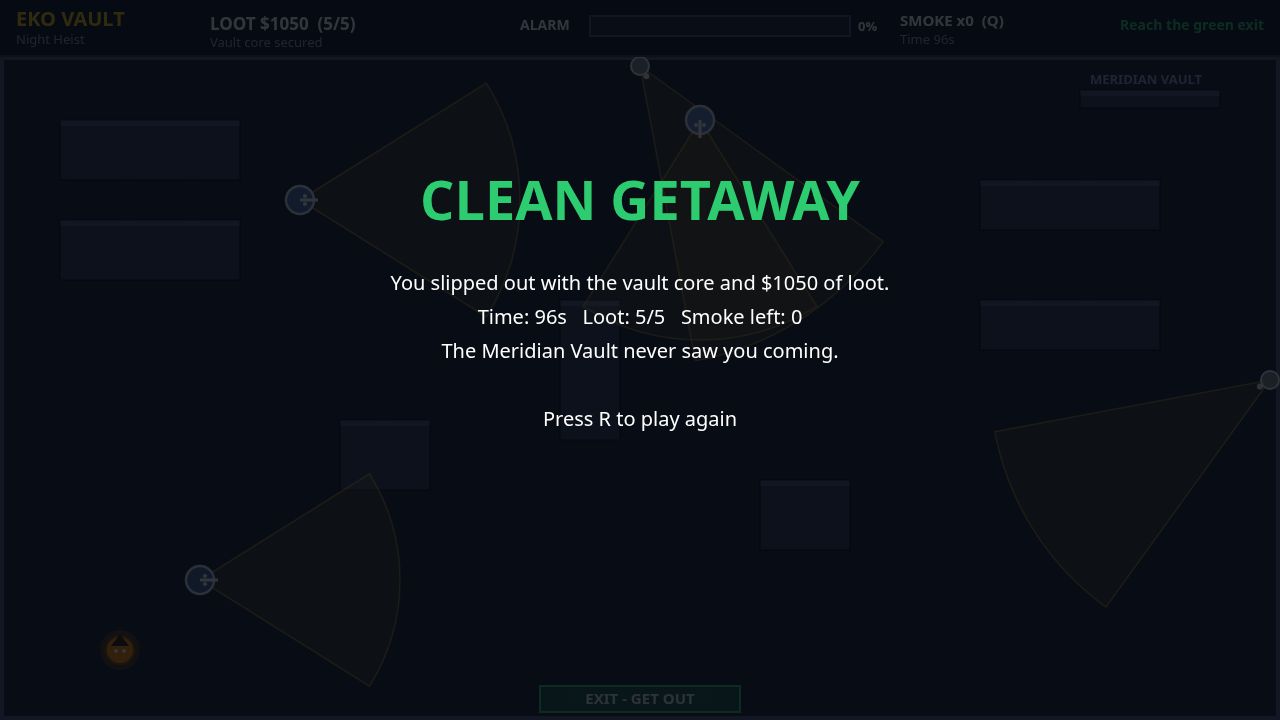 EKO VAULT
Night Heist
LOOT $1050 (5/5)
Vault core secured
ALARM
0%
SMOKE x0 (Q)
Time 96s
Reach the green exit
MERIDIAN VAULT
CLEAN GETAWAY
You slipped out with the vault core and $1050 of loot.
Time: 96s Loot: 5/5 Smoke left: 0
The Meridian Vault never saw you coming.
Press R to play again
EXIT - GET OUT